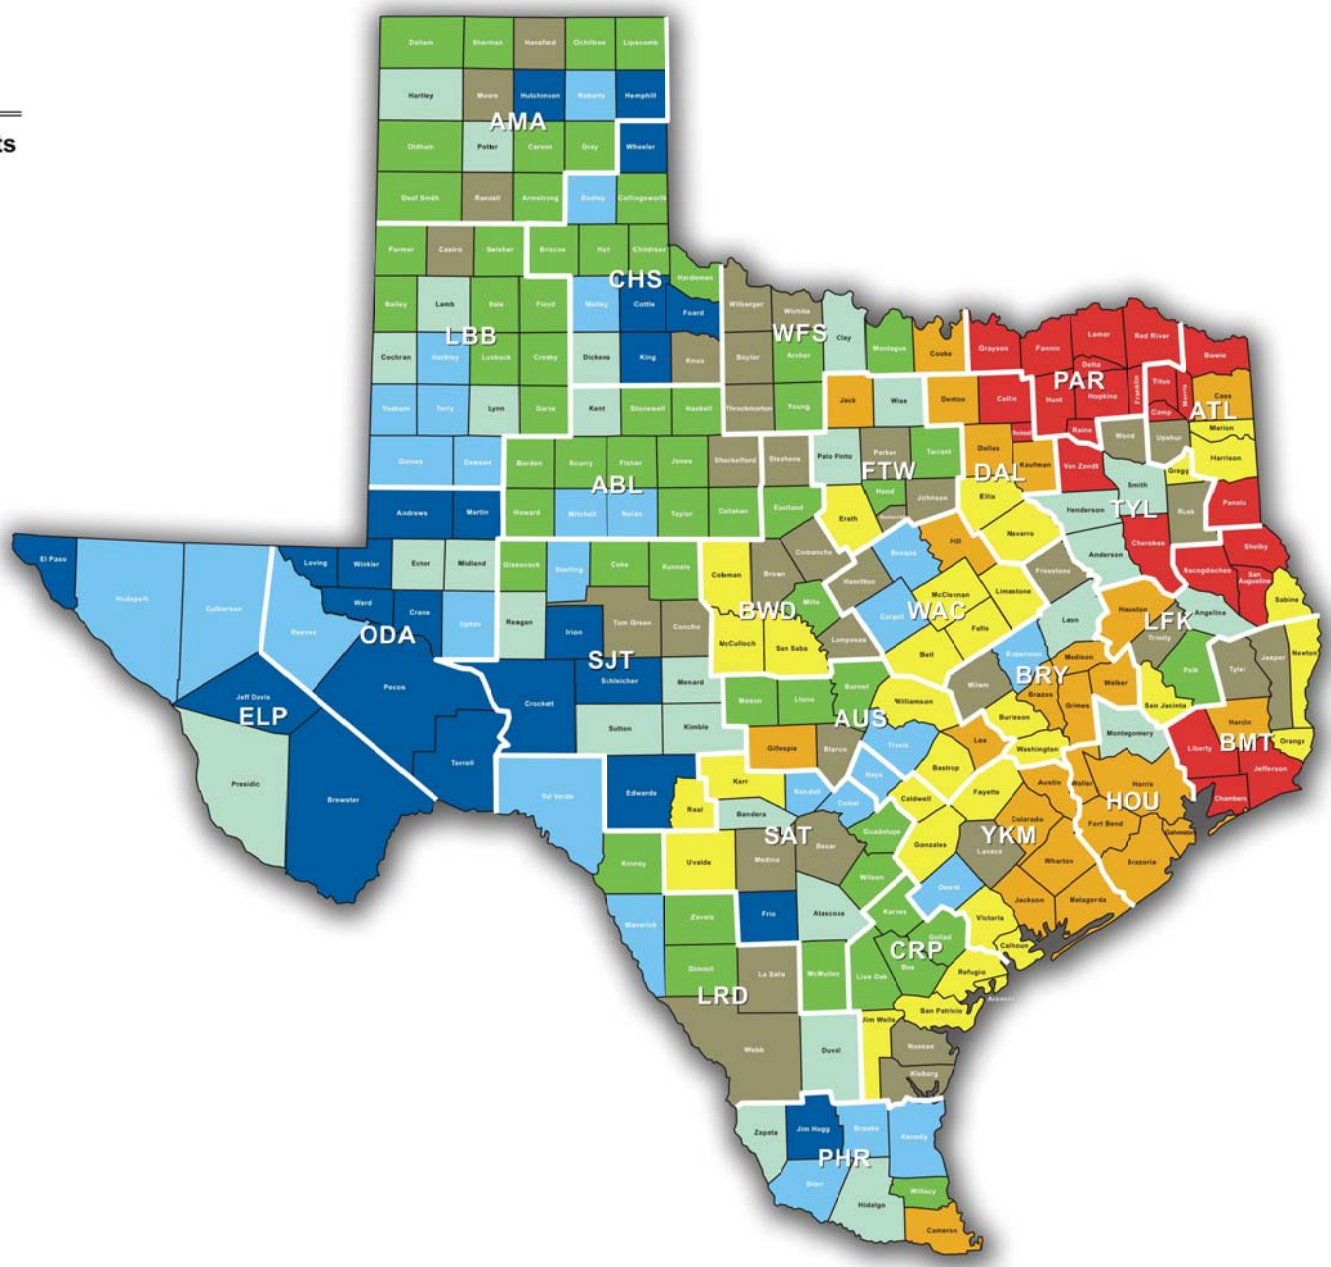 ts
Dallam Sherman Hansford Ochiltree Lipscomb
Hartley Moore Hutchinson Roberts Hemphill
AMA
Oldham Potter Carson Gray Wheeler
Deaf Smith Randall Armstrong Donley Collingsworth
Parmer Castro Swisher Briscoe Hall Childress
CHS
Hardeman
Bailey Lamb Hale Floyd Motley Cottle Foard Wilbarger Wichita Clay
LBB
WFS
Cochran Hockley Lubbock Crosby Dickens King Knox Baylor Archer Montague Cooke Grayson Fannin Lamar Red River Bowie
Delta
PAR
Yoakum Terry Lynn Garza Kent Stonewall Haskell Throckmorton Young Jack Wise Denton Collin Hunt Hopkins Franklin Titus Morris Cass
Camp
ATL
Rains Wood Upshur Marion
Gaines Dawson Borden Scurry Fisher Jones Shackelford Stephens Palo Pinto Parker Tarrant Dallas Kaufman Van Zandt Gregg Harrison
ABL
FTW
DAL
Smith
Andrews Martin Howard Mitchell Nolan Taylor Callahan Eastland Erath Hood Johnson Ellis Henderson
TYL
Rusk Panola
Navarro Anderson Cherokee
El Paso Hudspeth Culberson Loving Winkler Ector Midland Glasscock Sterling Coke Runnels Coleman Brown Comanche Bosque Hill Shelby
Ward Crane
Reeves
ODA
Upton Reagan Irion Tom Green Concho
BWD
Mills Hamilton McLennan Limestone Freestone Nacogdoches San Augustine Sabine
WAC
Coryell Falls Leon Houston Angelina
LFK
Trinity
McCulloch San Saba Lampasas Bell Robertson Madison Polk Tyler Jasper Newton
SJT
BRY
Jeff Davis Pecos Crockett Schleicher Menard Mason Llano Burnet Williamson Milam Brazos Grimes Walker San Jacinto
ELP
AUS
Burleson Hardin
BMT
Orange
Presidio Brewster Terrell Sutton Kimble Gillespie Blanco Travis Lee Washington Montgomery Liberty Jefferson
Val Verde Edwards Real Kerr Kendall Hays Bastrop Fayette Austin Waller Harris Chambers
HOU
Bandera Comal Caldwell Colorado Fort Bend Galveston
SAT
YKM
Kinney Uvalde Medina Bexar Guadalupe Gonzales Lavaca Wharton Brazoria
Maverick Zavala Frio Atascosa Wilson Dewitt Jackson Matagorda
Karnes Victoria
Goliad
CRP
Calhoun
Dimmit La Salle McMullen Live Oak Bee Refugio
LRD
San Patricio
Webb Duval Jim Wells Nueces
Kleberg
Zapata Jim Hogg Brooks Kenedy
PHR
Starr Hidalgo Willacy
Cameron